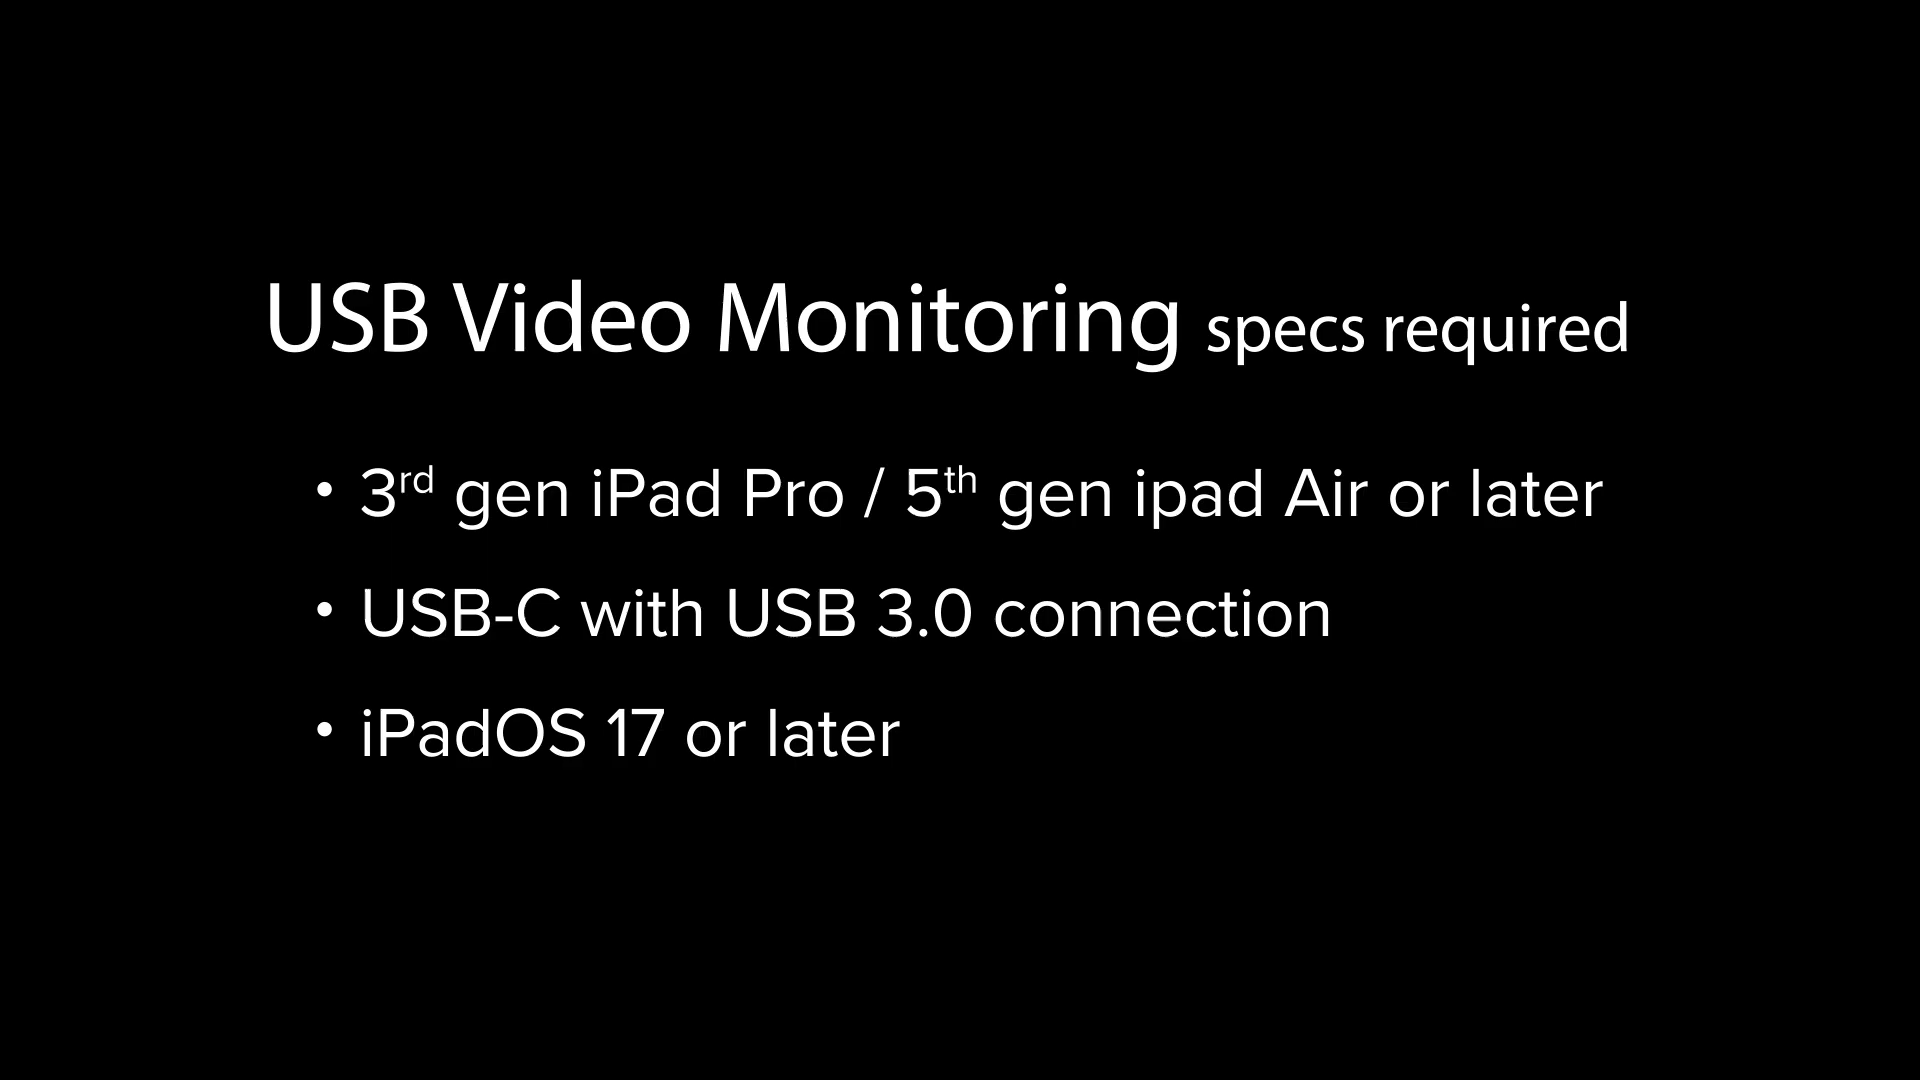 USB Video Monitoring specs required
• 3rd gen iPad Pro / 5th gen ipad Air or later
• USB-C with USB 3.0 connection
• iPadOS 17 or later